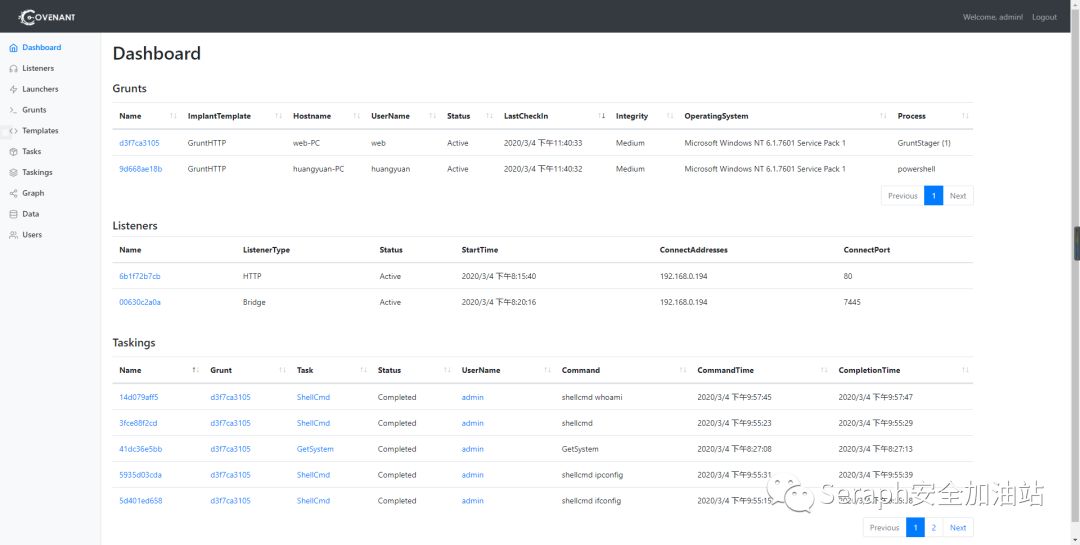 COVENANT
Welcome, admin! Logout
Dashboard
Listeners
Launchers
Grunts
Templates
Tasks
Taskings
Graph
Data
Users
Dashboard
Grunts
Name ImplantTemplate Hostname UserName Status LastCheckIn Integrity OperatingSystem Process
d3f7ca3105 GruntHTTP web-PC web Active 2020/3/4 下午11:40:33 Medium Microsoft Windows NT 6.1.7601 Service Pack 1 GruntStager (1)
9d668ae18b GruntHTTP huangyuan-PC huangyuan Active 2020/3/4 下午11:40:32 Medium Microsoft Windows NT 6.1.7601 Service Pack 1 powershell
Previous 1 Next
Listeners
Name ListenerType Status StartTime ConnectAddresses ConnectPort
6b1f72b7cb HTTP Active 2020/3/4 下午8:15:40 192.168.0.194 80
00630c2a0a Bridge Active 2020/3/4 下午8:20:16 192.168.0.194 7445
Taskings
Name Grunt Task Status UserName Command CommandTime CompletionTime
14d079aff5 d3f7ca3105 ShellCmd Completed admin shellcmd whoami 2020/3/4 下午9:57:45 2020/3/4 下午9:57:47
3fce88f2cd d3f7ca3105 ShellCmd Completed admin shellcmd 2020/3/4 下午9:55:23 2020/3/4 下午9:55:29
41dc36e5bb d3f7ca3105 GetSystem Completed admin GetSystem 2020/3/4 下午8:27:08 2020/3/4 下午8:27:13
5935d03cda d3f7ca3105 ShellCmd Completed admin shellcmd ipconfig 2020/3/4 下午9:55:31 2020/3/4 下午9:55:39
5d401ed658 d3f7ca3105 ShellCmd Completed admin shellcmd ifconfig 2020/3/4
Seraph安全加油站
Previous 1 2 Next